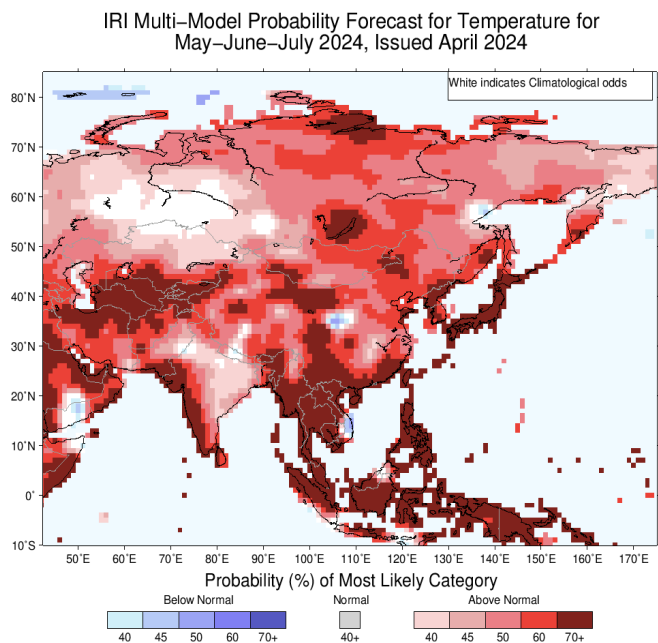 IRI Multi−Model Probability Forecast for Temperature for
May−June−July 2024, Issued April 2024
White indicates Climatological odds
80˚N
70˚N
60˚N
50˚N
40˚N
30˚N
20˚N
10˚N
0˚
10˚S
50˚E 60˚E 70˚E 80˚E 90˚E 100˚E 110˚E 120˚E 130˚E 140˚E 150˚E 160˚E 170˚E
Probability (%) of Most Likely Category
Below Normal Normal Above Normal
40 45 50 60 70+ 40+ 40 45 50 60 70+